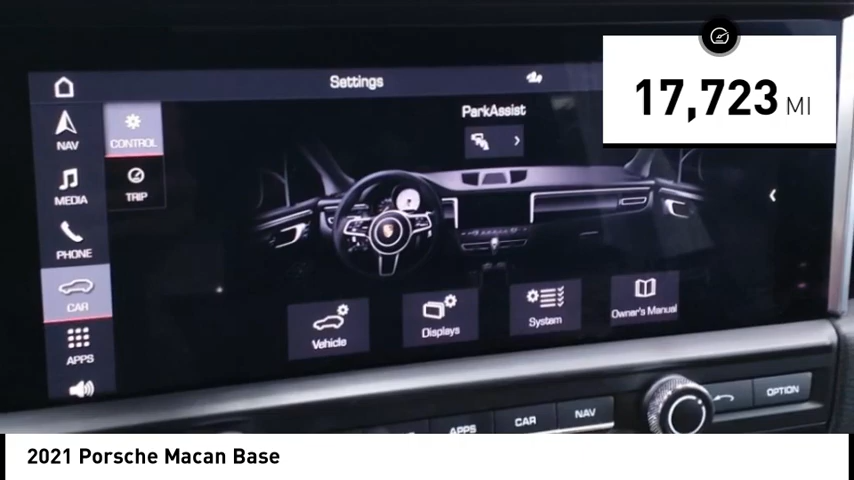 Settings
17,723 MI
ParkAssist
NAV
CONTROL
MEDIA
TRIP
PHONE
CAR
APPS
Vehicle
Displays
System
Owner's Manual
APPS
CAR
NAV
OPTION
2021 Porsche Macan Base